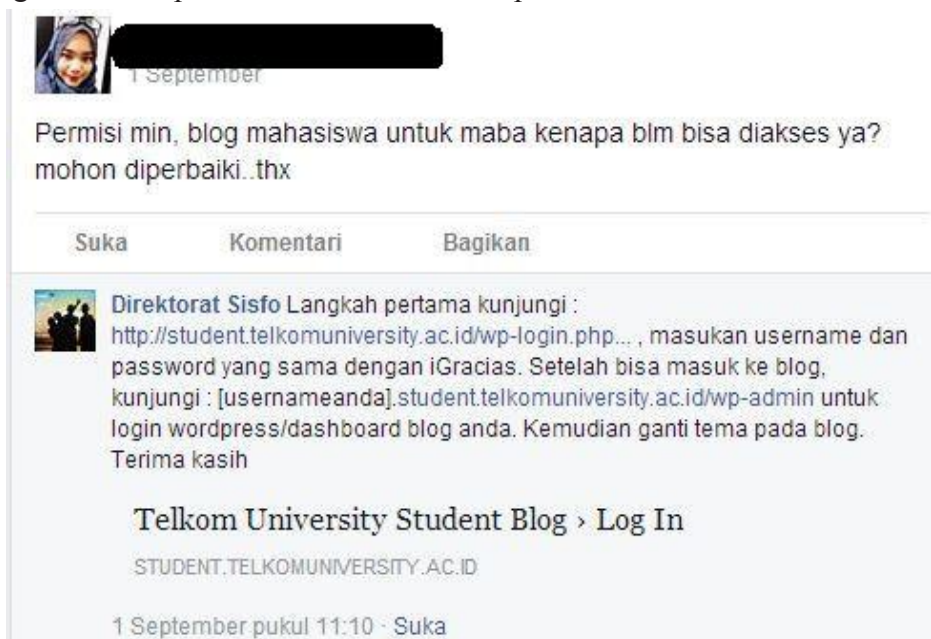 1 September
Permisi min, blog mahasiswa untuk maba kenapa blm bisa diakses ya?
mohon diperbaiki..thx
Suka Komentari Bagikan
Direktorat Sisfo Langkah pertama kunjungi :
http://student.telkomuniversity.ac.id/wp-login.php... , masukan username dan
password yang sama dengan iGracias. Setelah bisa masuk ke blog,
kunjungi : [usernameanda].student.telkomuniversity.ac.id/wp-admin untuk
login wordpress/dashboard blog anda. Kemudian ganti tema pada blog.
Terima kasih
Telkom University Student Blog › Log In
STUDENT.TELKOMUNIVERSITY.AC.ID
1 September pukul 11:10 · Suka